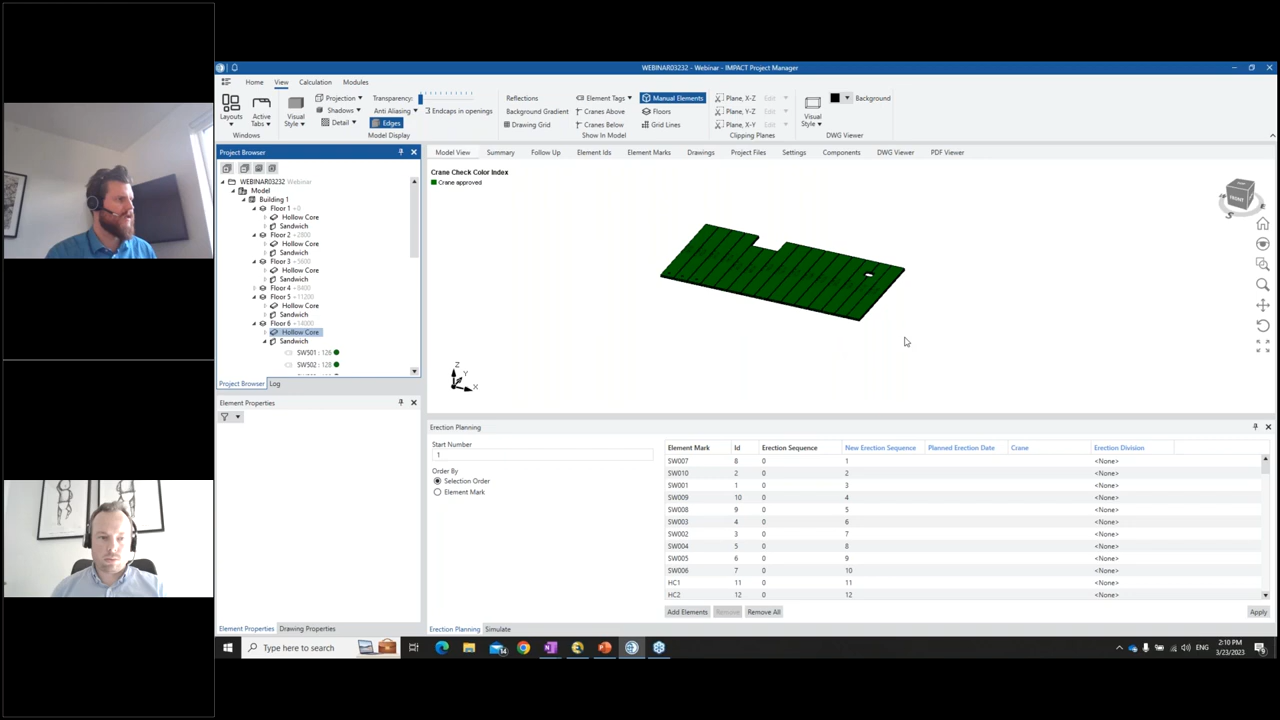 WEBINAR03232 - Webinar - IMPACT Project Manager
Home View Calculation Modules
Layouts
Active Tabs
Windows
Visual Style
Projection
Shadows
Detail
Transparency:
Anti Aliasing
Edges
3 Endcaps in openings
Model Display
Reflections
Background Gradient
Drawing Grid
Element Tags
Cranes Above
Cranes Below
Manual Elements
Floors
Grid Lines
Show In Model
Plane, X-Z Edit
Plane, Y-Z Edit
Plane, X-Y Edit
Clipping Planes
Visual Style
Background
DWG Viewer
Project Browser
WEBINAR03232 Webinar
Model
Building 1
Floor 1 +0
Hollow Core
Sandwich
Floor 2 +2800
Hollow Core
Sandwich
Floor 3 +5600
Hollow Core
Sandwich
Floor 4 +8400
Floor 5 +11200
Hollow Core
Sandwich
Floor 6 +14000
Hollow Core
Sandwich
SW501 : 126
SW502 : 128
Project Browser Log
Element Properties
Element Properties Drawing Properties
Model View Summary Follow Up Element Ids Element Marks Drawings Project Files Settings Components DWG Viewer PDF Viewer
Crane Check Color Index
Crane approved
FRONT
Z
Y
X
Erection Planning
Start Number
1
Order By
Selection Order
Element Mark
Element Mark Id Erection Sequence New Erection Sequence Planned Erection Date Crane Erection Division
SW007 8 0 1 <None>
SW010 2 0 2 <None>
SW001 1 0 3 <None>
SW009 10 0 4 <None>
SW008 9 0 5 <None>
SW003 4 0 6 <None>
SW002 3 0 7 <None>
SW004 5 0 8 <None>
SW005 6 0 9 <None>
SW006 7 0 10 <None>
HC1 11 0 11 <None>
HC2 12 0 12 <None>
Add Elements Remove Remove All Apply
Erection Planning Simulate
Type here to search
ENG
2:10 PM
3/23/2023